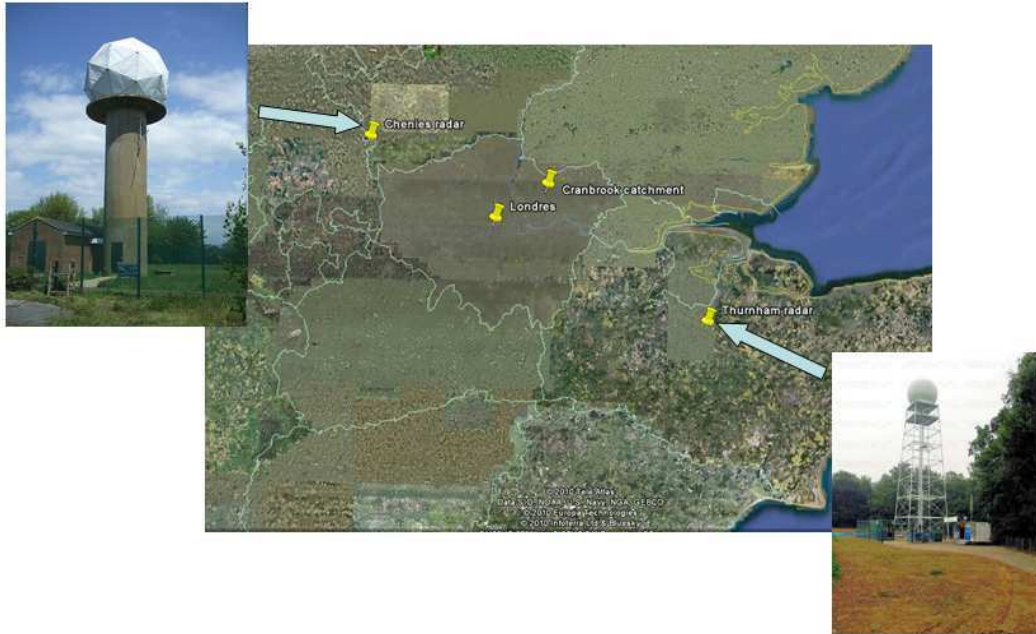 Chenies radar
Cranbrook catchment
Londres
Thurnham radar
© 2010 Tele Atlas
Data SIO, NOAA, U.S. Navy, NGA, GEBCO
© 2010 Europa Technologies
© 2010 Infoterra Ltd & Bluesky